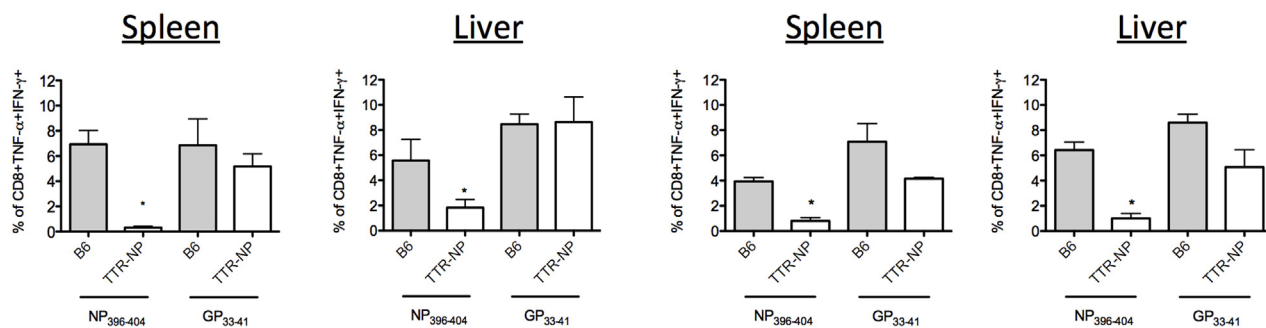 Spleen
Liver
Spleen
Liver
% of CD8+TNF-α+IFN-γ+
12
10
8
6
4
2
0
*
B6
TTR-NP
B6
TTR-NP
NP396-404
GP33-41
% of CD8+TNF-α+IFN-γ+
12
10
8
6
4
2
0
*
B6
TTR-NP
B6
TTR-NP
NP396-404
GP33-41
% of CD8+TNF-α+IFN-γ+
12
10
8
6
4
2
0
*
B6
TTR-NP
B6
TTR-NP
NP396-404
GP33-41
% of CD8+TNF-α+IFN-γ+
12
10
8
6
4
2
0
*
B6
TTR-NP
B6
TTR-NP
NP396-404
GP33-41